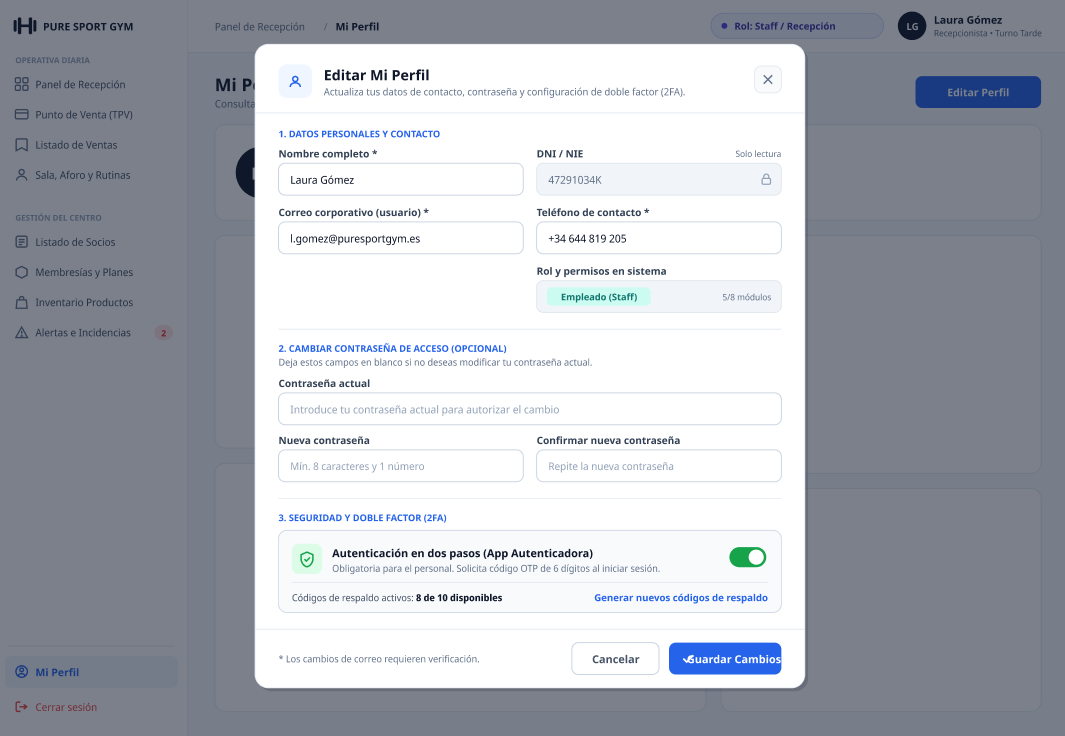 PURE SPORT GYM
Panel de Recepción / Mi Perfil
Rol: Staff / Recepción
LG
Laura Gómez
Recepcionista • Turno Tarde
OPERATIVA DIARIA
Panel de Recepción
Punto de Venta (TPV)
Listado de Ventas
Sala, Aforo y Rutinas
GESTIÓN DEL CENTRO
Listado de Socios
Membresías y Planes
Inventario Productos
Alertas e Incidencias 2
Mi Perfil
Cerrar sesión
Mi P
Consulta
Editar Perfil
Editar Mi Perfil
Actualiza tus datos de contacto, contraseña y configuración de doble factor (2FA).
1. DATOS PERSONALES Y CONTACTO
Nombre completo *
Laura Gómez
DNI / NIE Solo lectura
47291034K
Correo corporativo (usuario) *
l.gomez@puresportgym.es
Teléfono de contacto *
+34 644 819 205
Rol y permisos en sistema
Empleado (Staff) 5/8 módulos
2. CAMBIAR CONTRASEÑA DE ACCESO (OPCIONAL)
Deja estos campos en blanco si no deseas modificar tu contraseña actual.
Contraseña actual
Introduce tu contraseña actual para autorizar el cambio
Nueva contraseña
Mín. 8 caracteres y 1 número
Confirmar nueva contraseña
Repite la nueva contraseña
3. SEGURIDAD Y DOBLE FACTOR (2FA)
Autenticación en dos pasos (App Autenticadora)
Obligatoria para el personal. Solicita código OTP de 6 dígitos al iniciar sesión.
Códigos de respaldo activos: 8 de 10 disponibles
Generar nuevos códigos de respaldo
* Los cambios de correo requieren verificación.
Cancelar
Guardar Cambios